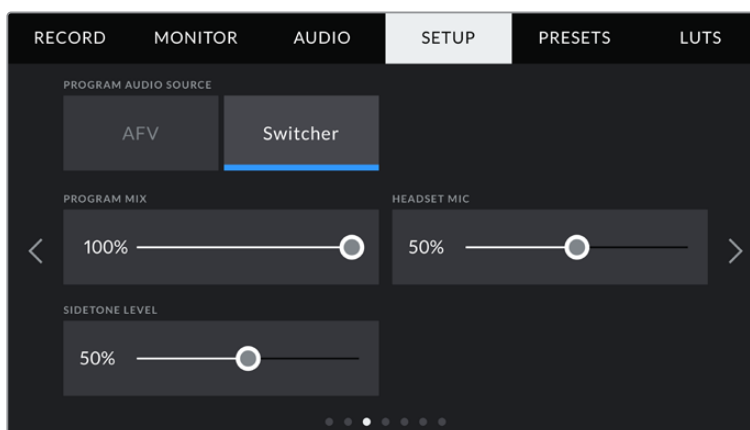 RECORD MONITOR AUDIO SETUP PRESETS LUTS
PROGRAM AUDIO SOURCE
AFV Switcher
PROGRAM MIX HEADSET MIC
100% 50%
SIDETONE LEVEL
50%